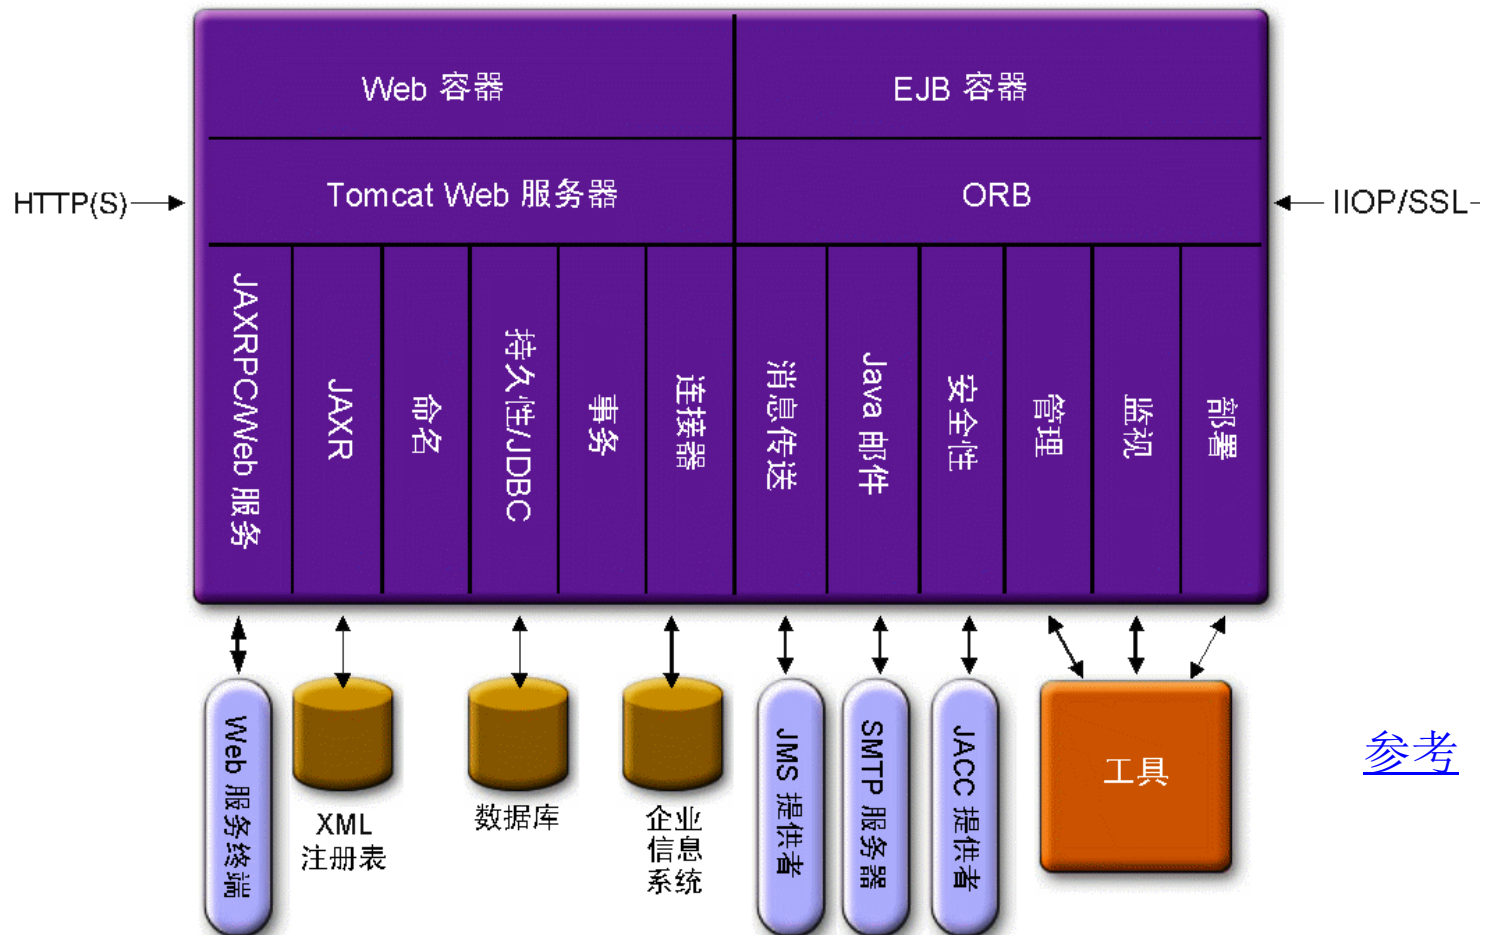 Web 容器
EJB 容器
HTTP(S)
Tomcat Web 服务器
ORB
IIOP/SSL-
JAXRPC/Web 服务
JAXR
命名
持久性/JDBC
事务
连接器
消息传送
Java 邮件
安全性
管理
监视
部署
Web 服务终端
XML
注册表
数据库
企业
信息
系统
JMS 提供者
SMTP 服务器
JACC 提供者
工具
参考